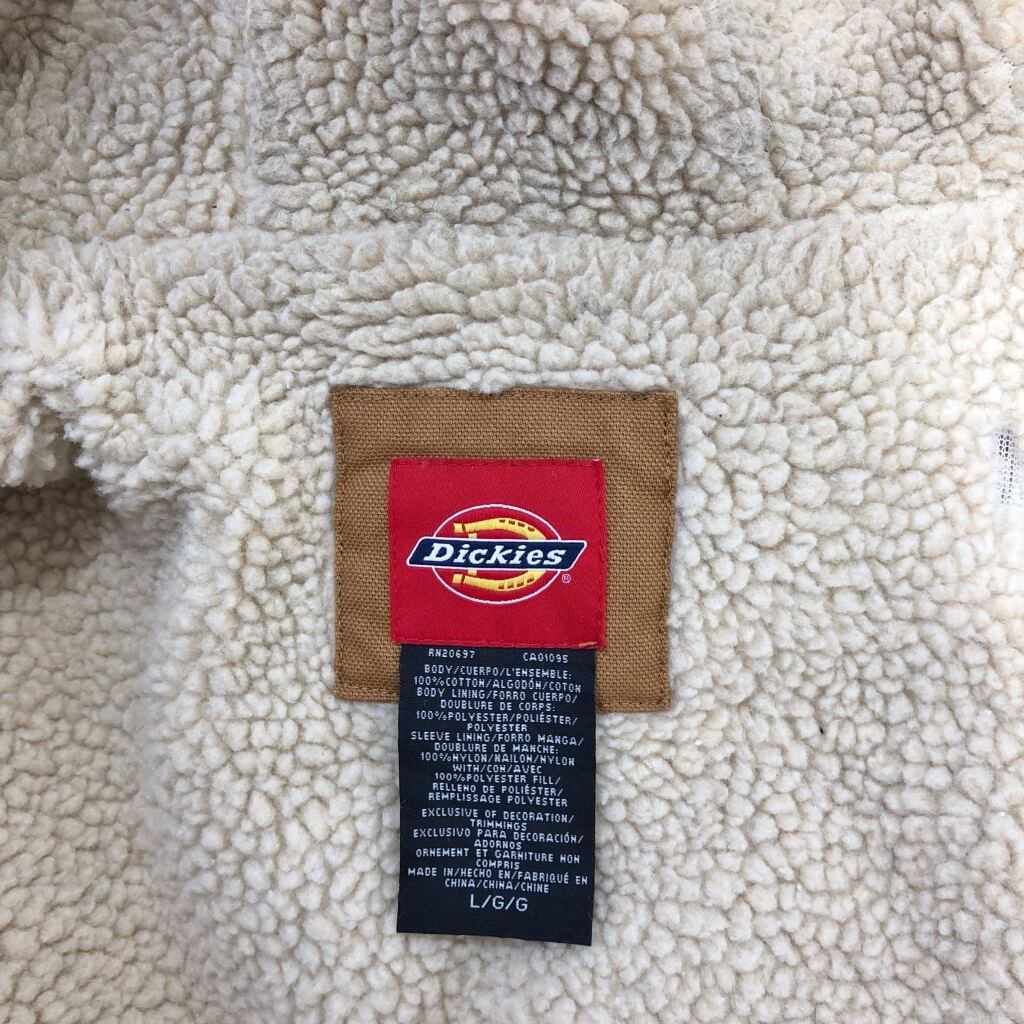 Dickies
®
RN20697 CA01095
BODY/CUERPO/L'ENSEMBLE:
100%COTTON/ALGODÓN/COTON
BODY LINING/FORRO CUERPO/
DOUBLURE DE CORPS:
100%POLYESTER/POLIÉSTER/
POLYESTER
SLEEVE LINING/FORRO MANGA/
DOUBLURE DE MANCHE:
100%NYLON/NAILON/NYLON
WITH/CON/AVEC
100%POLYESTER FILL/
RELLENO DE POLIÉSTER/
REMPLISSAGE POLYESTER
EXCLUSIVE OF DECORATION/
TRIMMINGS
EXCLUSIVO PARA DECORACIÓN/
ADORNOS
ORNEMENT ET GARNITURE NON
COMPRIS
MADE IN/HECHO EN/FABRIQUÉ EN
CHINA/CHINA/CHINE
L/G/G